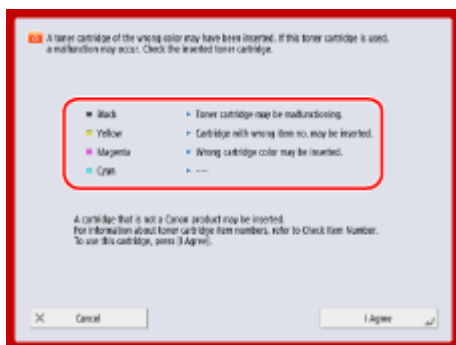 A toner cartridge of the wrong color may have been inserted. If this toner cartridge is used,
a malfunction may occur. Check the inserted toner cartridge.
Black ▸ Toner cartridge may be malfunctioning.
Yellow ▸ Cartridge with wrong item no. may be inserted.
Magenta ▸ Wrong cartridge color may be inserted.
Cyan ▸ ----
A cartridge that is not a Canon product may be inserted.
For information about toner cartridge item numbers, refer to Check Item Number.
To use this cartridge, press [I Agree].
Cancel
I Agree